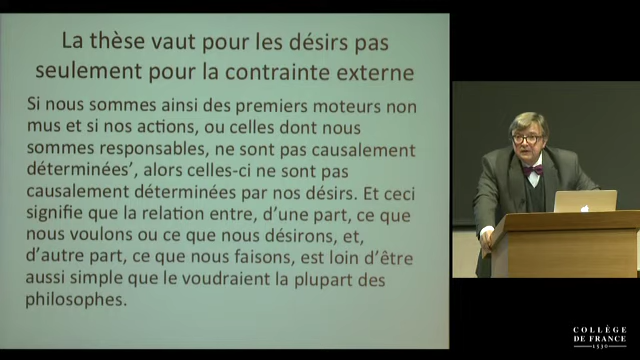 La thèse vaut pour les désirs pas
seulement pour la contrainte externe
Si nous sommes ainsi des premiers moteurs non
mus et si nos actions, ou celles dont nous
sommes responsables, ne sont pas causalement
déterminées’, alors celles-ci ne sont pas
causalement déterminées par nos désirs. Et ceci
signifie que la relation entre, d'une part, ce que
nous voulons ou ce que nous désirons, et,
d'autre part, ce que nous faisons, est loin d'être
aussi simple que le voudraient la plupart des
philosophes.
COLLÈGE
DE FRANCE
1530